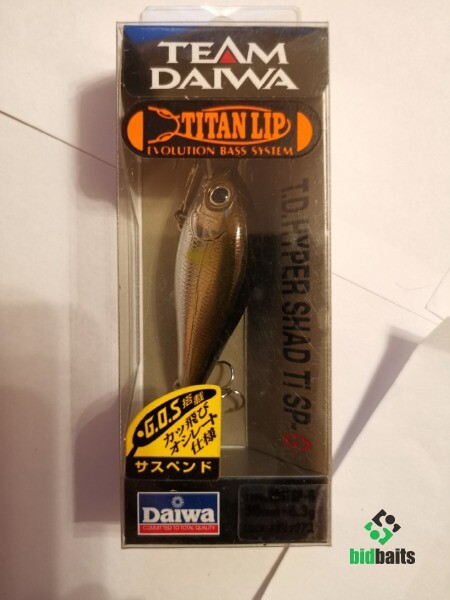 TEAM
DAIWA
TITAN LIP
EVOLUTION BASS SYSTEM
T.D.HYPER SHAD Ti SP-G
G.O.S搭載
カッ飛び
オシレート
仕様
サスペンド
Daiwa
COMMITTED TO TOTAL QUALITY
bidbaits